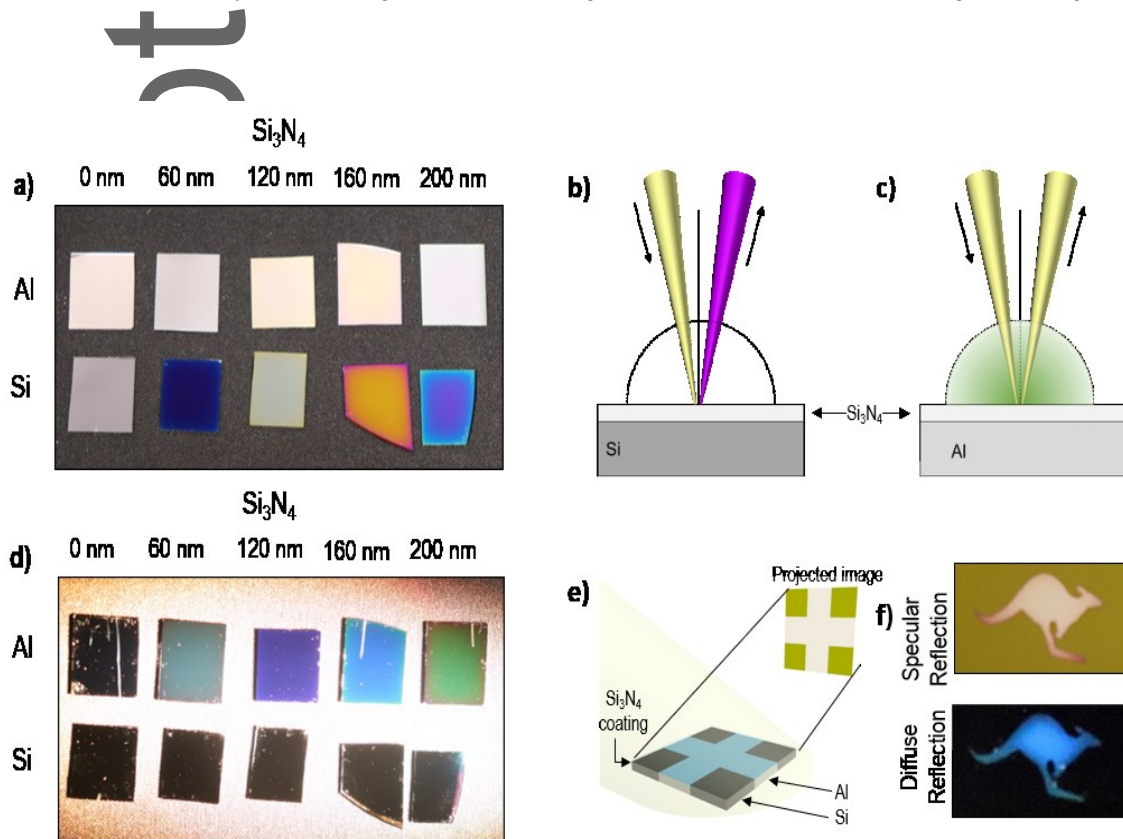 ot
Si₃N₄
a)
0 nm 60 nm 120 nm 160 nm 200 nm
Al
Si
b)
c)
Si₃N₄
Si
Al
Si₃N₄
d)
0 nm 60 nm 120 nm 160 nm 200 nm
Al
Si
e)
Projected image
Si₃N₄
coating
Al
Si
f)
Specular
Reflection
Diffuse
Reflection